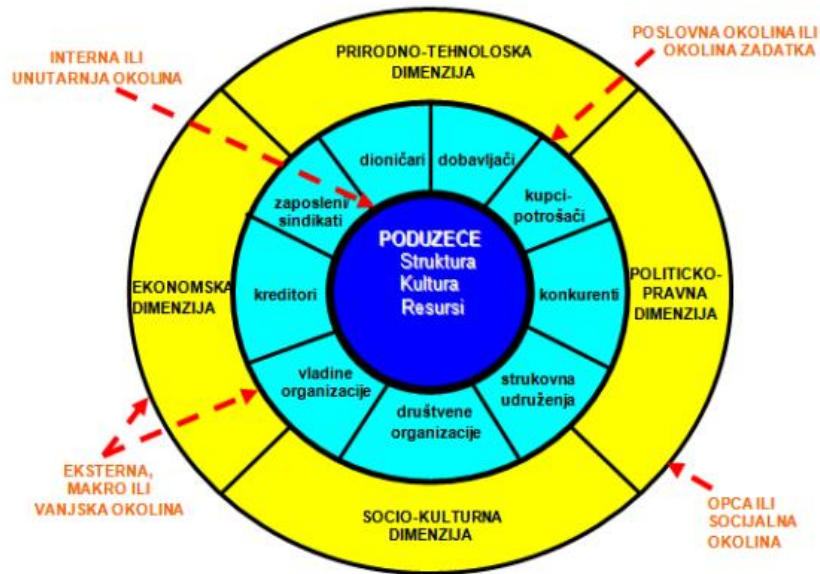 INTERNA ILI
UNUTARNJA OKOLINA
POSLOVNA OKOLINA ILI
OKOLINA ZADATKA
PRIRODNO-TEHNOLOSKA
DIMENZIJA
dioničari
dobavljači
zaposleni/
sindikati
kupci-
potrošači
PODUZECE
Struktura
Kultura
Resursi
EKONOMSKA
DIMENZIJA
kreditori
konkurenti
POLITICKO-
PRAVNA
DIMENZIJA
vladine
organizacije
strukovna
udruženja
društvene
organizacije
EKSTERNA,
MAKRO ILI
VANJSKA OKOLINA
SOCIO-KULTURNA
DIMENZIJA
OPCA ILI
SOCIJALNA
OKOLINA